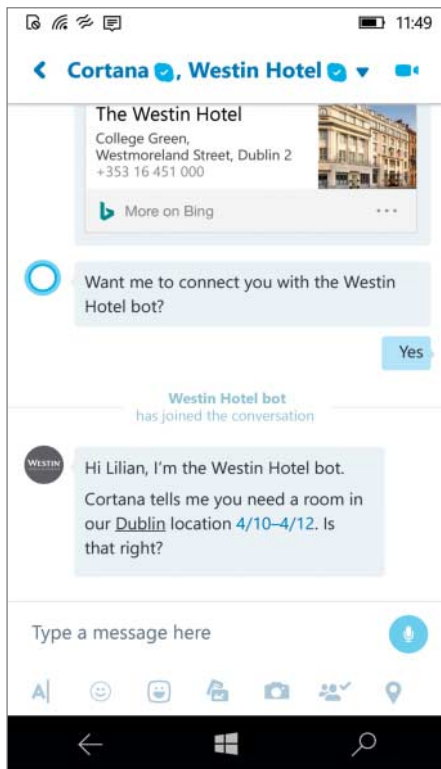 11:49
Cortana, Westin Hotel
The Westin Hotel
College Green,
Westmoreland Street, Dublin 2
+353 16 451 000
More on Bing
Want me to connect you with the Westin
Hotel bot?
Yes
Westin Hotel bot
has joined the conversation
WESTIN
Hi Lilian, I'm the Westin Hotel bot.
Cortana tells me you need a room in
our Dublin location 4/10–4/12. Is
that right?
Type a message here
A